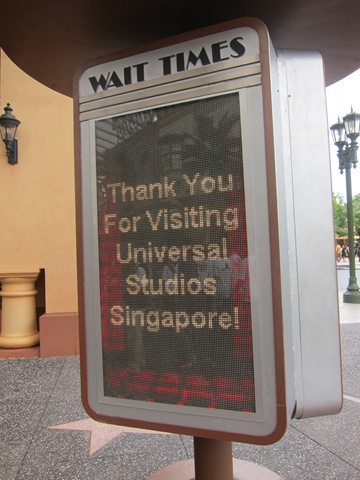 WAIT TIMES
Thank You
For Visiting
Universal
Studios
Singapore!